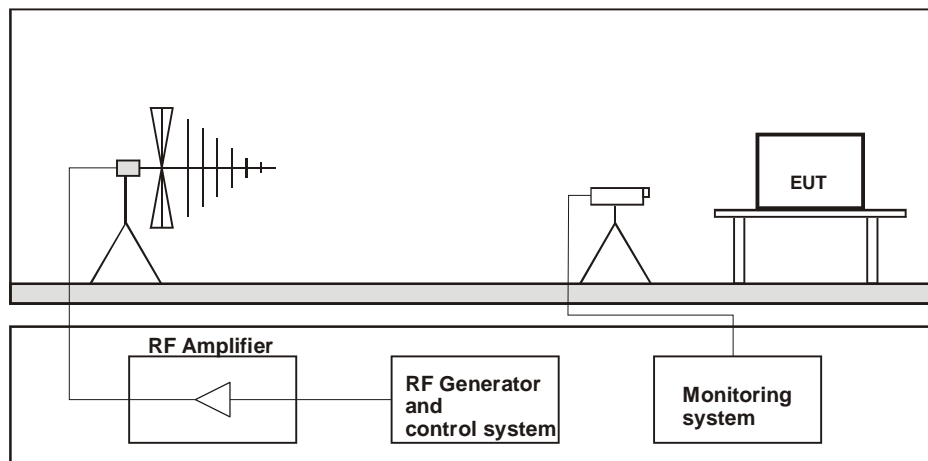 EUT
RF Amplifier
RF Generator
and
control system
Monitoring
system